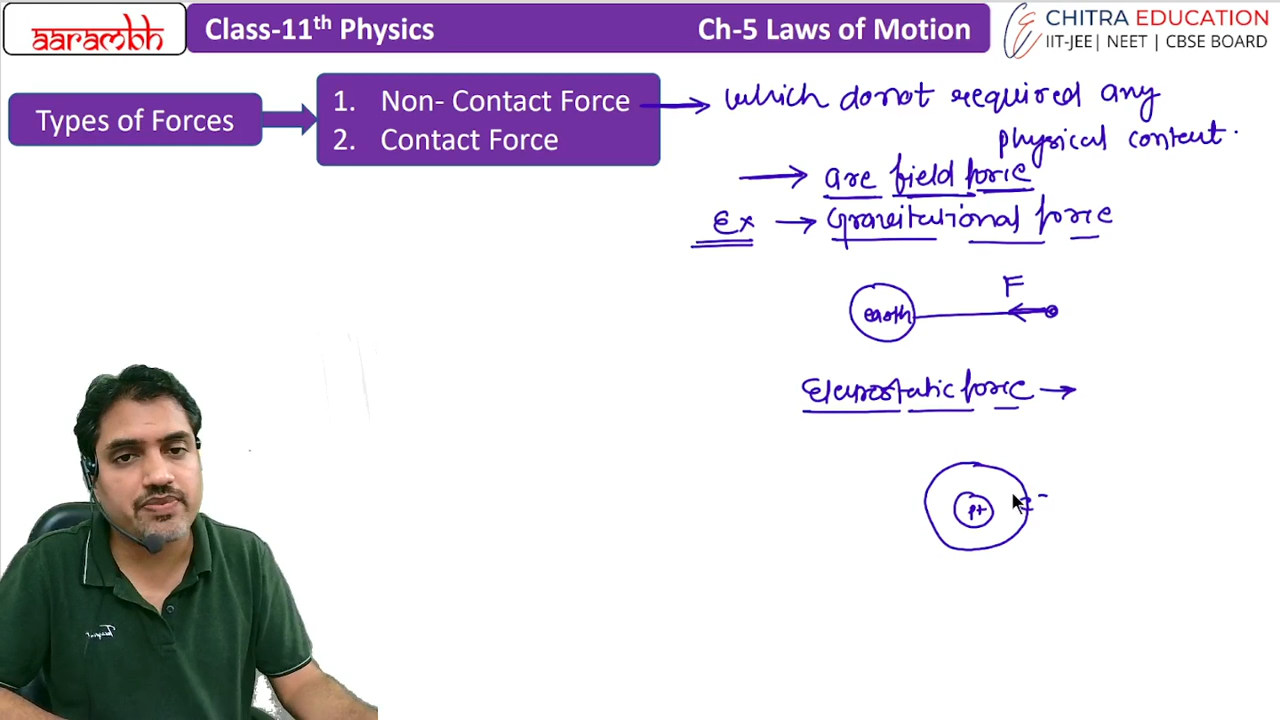 aarambh
Class-11th Physics
Ch-5 Laws of Motion
CHITRA EDUCATION
IIT-JEE| NEET | CBSE BOARD
Types of Forces
1. Non- Contact Force
2. Contact Force
which donot required any
physical conteut.
are field force
Ex → Gravitational force
F
earth
Elecrostatic force →
p+
e-